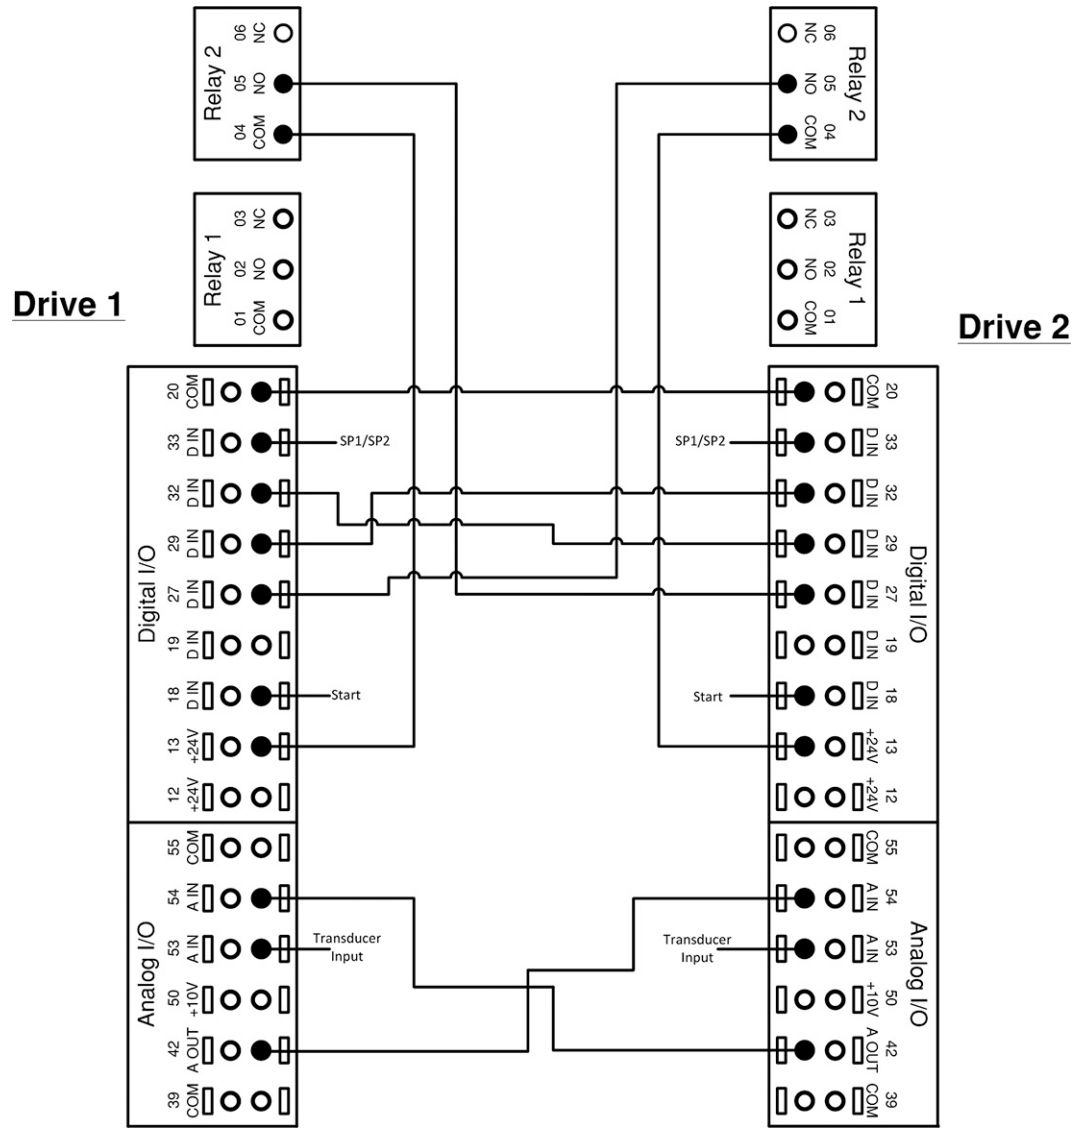 Relay 2
06 NC
05 NO
04 COM
Relay 1
03 NC
02 NO
01 COM
Drive 1
Digital I/O
20 COM
33 D IN
SP1/SP2
32 D IN
29 D IN
27 D IN
19 D IN
18 D IN
Start
13 +24V
12 +24V
Analog I/O
55 COM
54 A IN
53 A IN
Transducer
Input
50 +10V
42 A OUT
39 COM
Relay 2
06 NC
05 NO
04 COM
Relay 1
03 NC
02 NO
01 COM
Drive 2
Digital I/O
20 COM
SP1/SP2
33 D IN
32 D IN
29 D IN
27 D IN
19 D IN
Start
18 D IN
13 +24V
12 +24V
Analog I/O
55 COM
54 A IN
Transducer
Input
53 A IN
50 +10V
42 A OUT
39 COM